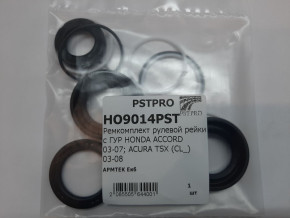 PSTPRO
HO9014PST
PSTPRO
Ремкомплект рулевой рейки
с ГУР HONDA ACCORD
03-07; ACURA TSX (CL_)
03-08
АРМТЕК Екб
1
шт